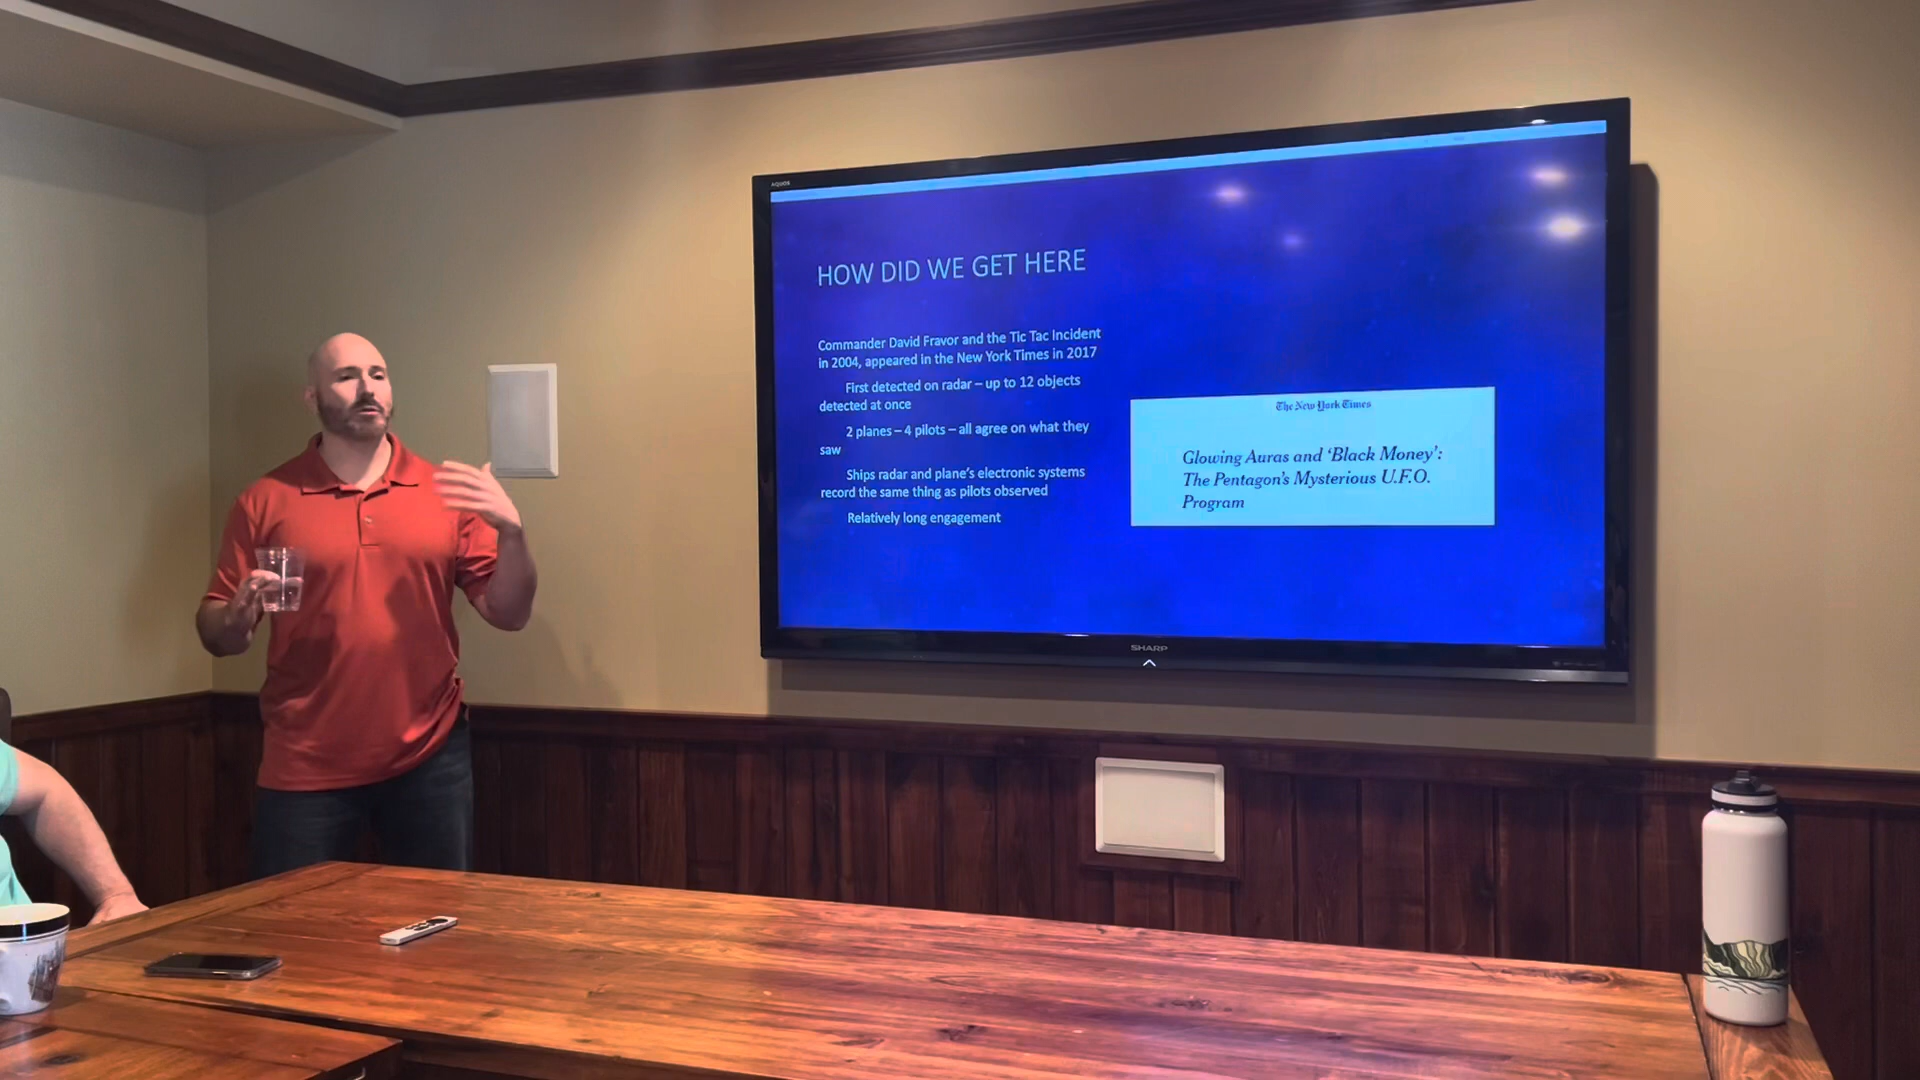 AQUOS
HOW DID WE GET HERE
Commander David Fravor and the Tic Tac Incident
in 2004, appeared in the New York Times in 2017
First detected on radar – up to 12 objects
detected at once
2 planes – 4 pilots – all agree on what they
saw
Ships radar and plane's electronic systems
record the same thing as pilots observed
Relatively long engagement
The New York Times
Glowing Auras and ‘Black Money’:
The Pentagon’s Mysterious U.F.O.
Program
SHARP